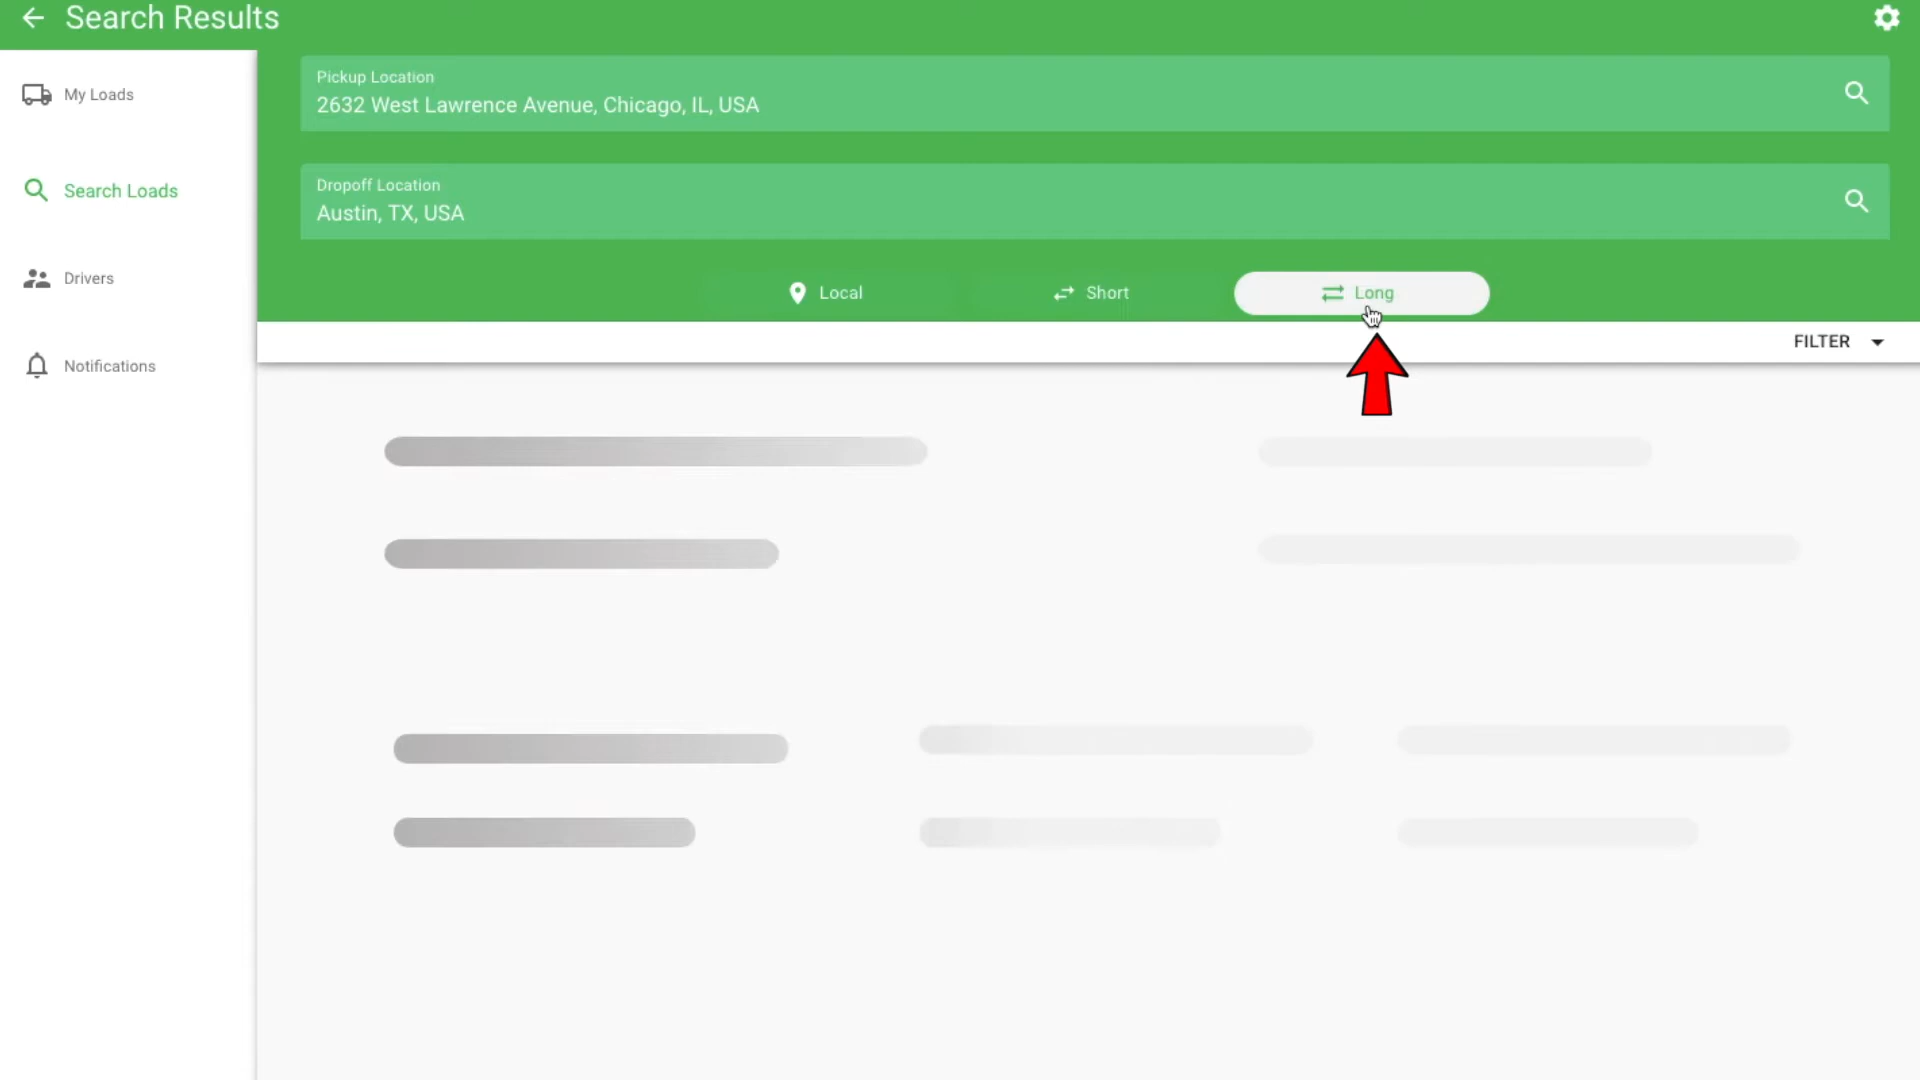 Search Results
My Loads
Search Loads
Drivers
Notifications
Pickup Location
2632 West Lawrence Avenue, Chicago, IL, USA
Dropoff Location
Austin, TX, USA
Local
Short
Long
FILTER